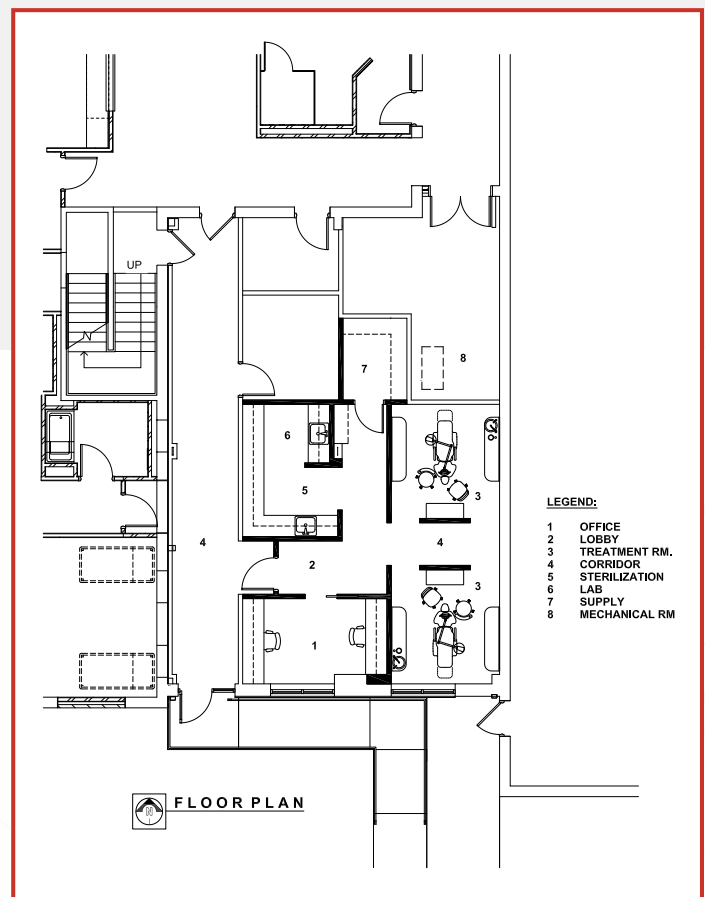 UP
7
8
6
5
3
4
4
2
3
1
LEGEND:
1 OFFICE
2 LOBBY
3 TREATMENT RM.
4 CORRIDOR
5 STERILIZATION
6 LAB
7 SUPPLY
8 MECHANICAL RM
N
FLOOR PLAN